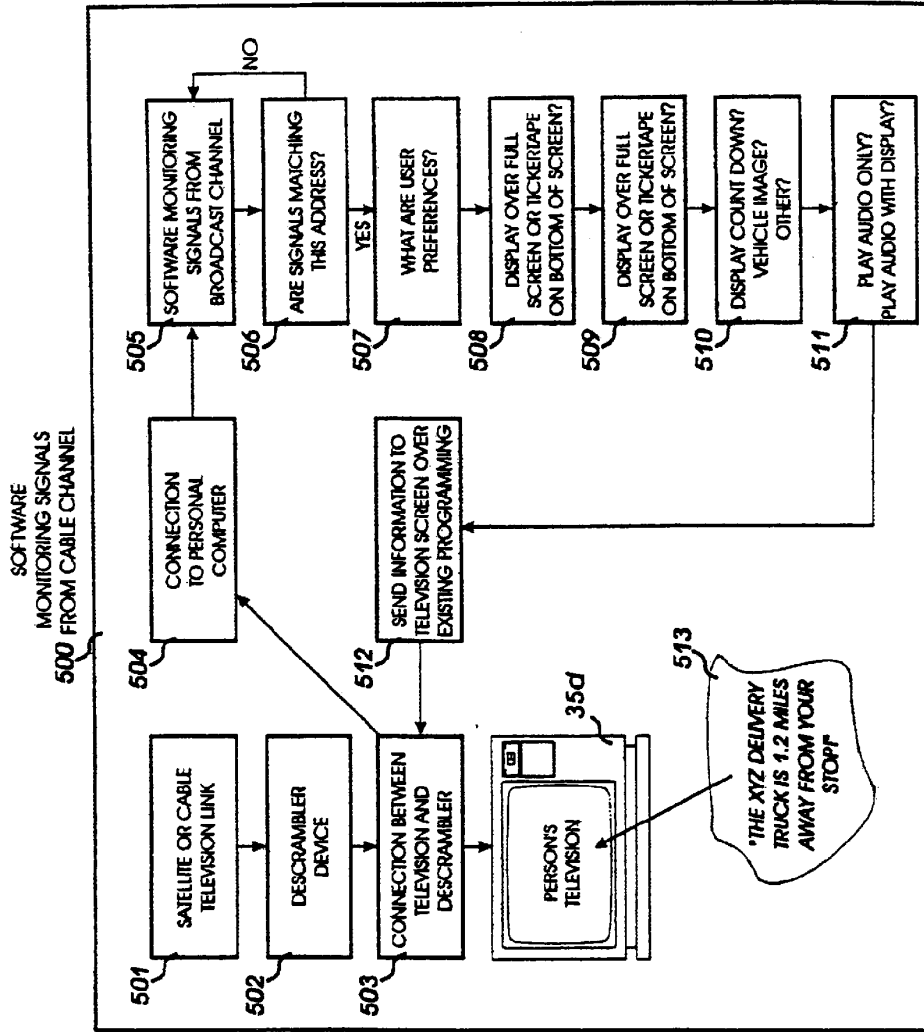 SOFTWARE
MONITORING SIGNALS
FROM CABLE CHANNEL
500
501
SATELLITE OR CABLE
TELEVISION LINK
502
DESCRAMBLER
DEVICE
503
CONNECTION BETWEEN
TELEVISION AND
DESCRAMBLER
PERSON'S
TELEVISION
35d
504
CONNECTION
TO PERSONAL
COMPUTER
512
SEND INFORMATION TO
TELEVISION SCREEN OVER
EXISTING PROGRAMMING
513
"THE XYZ DELIVERY
TRUCK IS 1.2 MILES
AWAY FROM YOUR
STOP!"
505
SOFTWARE MONITORING
SIGNALS FROM
BROADCAST CHANNEL
NO
506
ARE SIGNALS MATCHING
THIS ADDRESS?
YES
507
WHAT ARE USER
PREFERENCES?
508
DISPLAY OVER FULL
SCREEN OR TICKERTAPE
ON BOTTOM OF SCREEN?
509
DISPLAY OVER FULL
SCREEN OR TICKERTAPE
ON BOTTOM OF SCREEN?
510
DISPLAY COUNT DOWN?
VEHICLE IMAGE?
OTHER?
511
PLAY AUDIO ONLY?
PLAY AUDIO WITH DISPLAY?